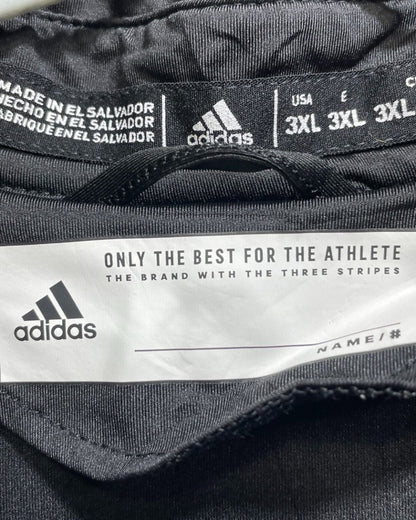 MADE IN EL SALVADOR
HECHO EN EL SALVADOR
FABRIQUÉ EN EL SALVADOR
adidas
USA E
3XL 3XL 3XL
ONLY THE BEST FOR THE ATHLETE
THE BRAND WITH THE THREE STRIPES
adidas
NAME/#